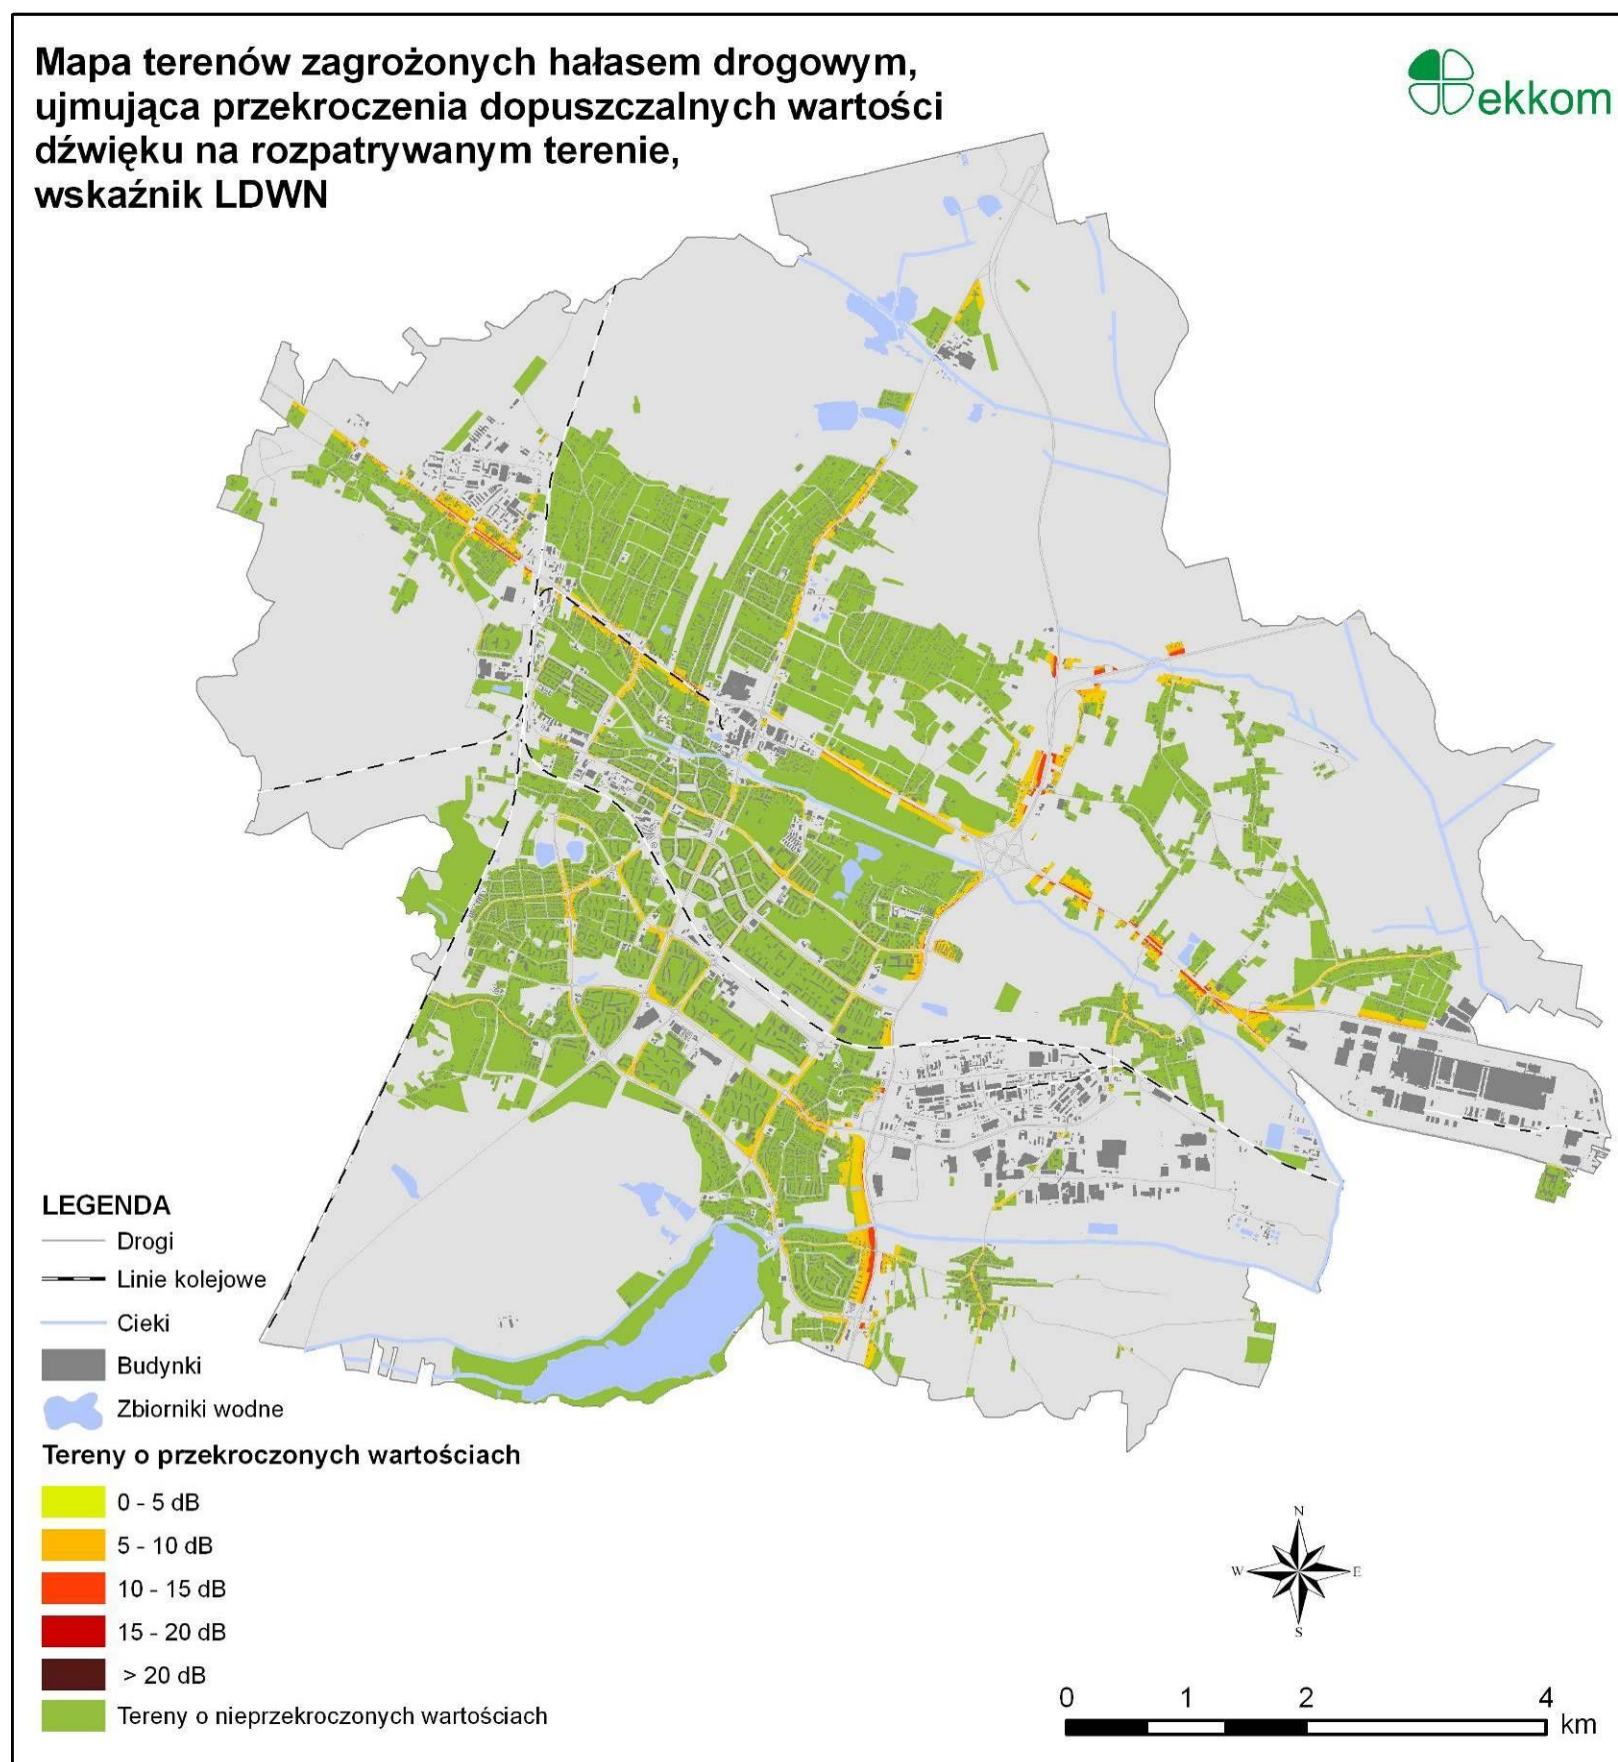 Mapa terenów zagrożonych hałasem drogowym,
ujmująca przekroczenia dopuszczalnych wartości
dźwięku na rozpatrywanym terenie,
wskaźnik LDWN
ekkom
LEGENDA
Drogi
Linie kolejowe
Cieki
Budynki
Zbiorniki wodne
Tereny o przekroczonych wartościach
0 - 5 dB
5 - 10 dB
10 - 15 dB
15 - 20 dB
> 20 dB
Tereny o nieprzekroczonych wartościach
N
W E
S
0 1 2 4
km